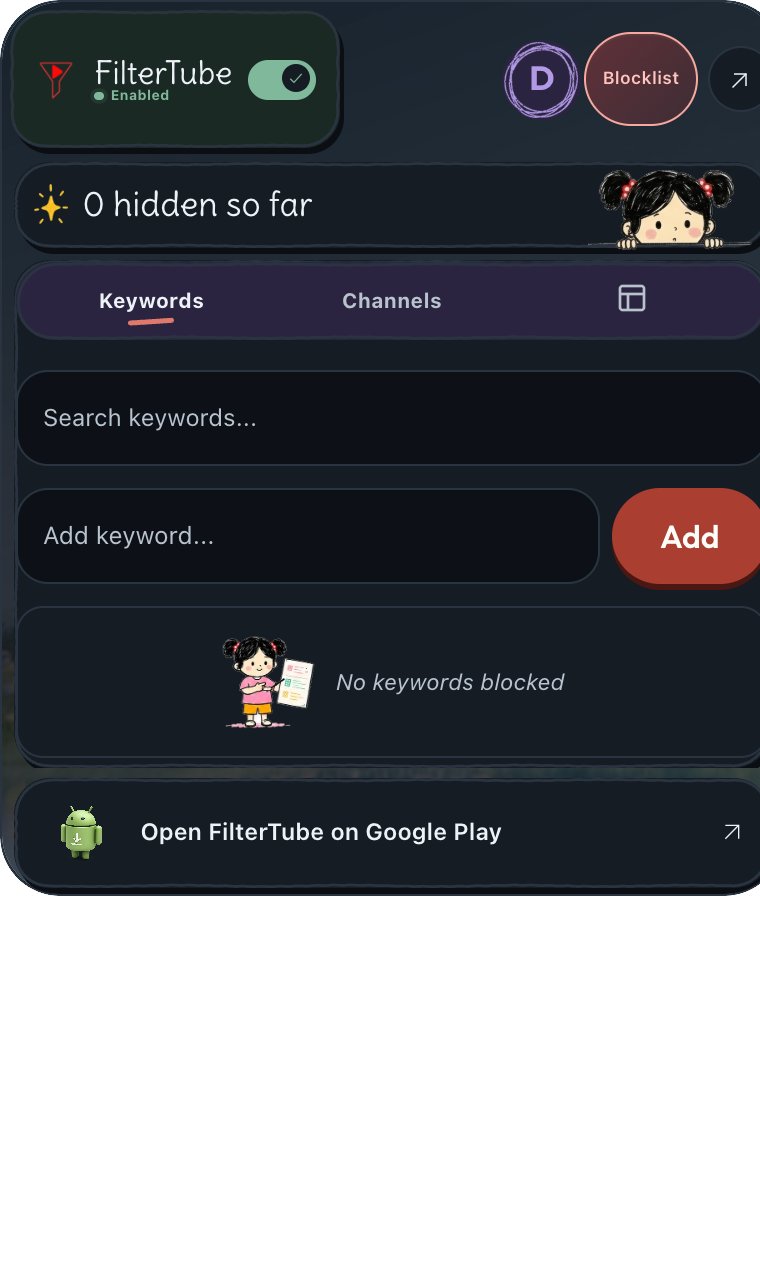 FilterTube
Enabled
D
Blocklist
0 hidden so far
Keywords
Channels
Search keywords...
Add keyword...
Add
No keywords blocked
Open FilterTube on Google Play